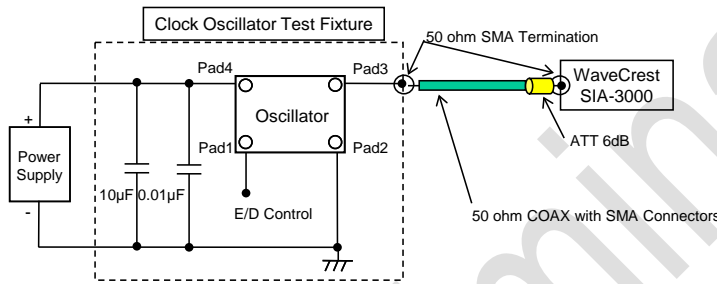 Clock Oscillator Test Fixture
50 ohm SMA Termination
Pad4
Pad3
WaveCrest
SIA-3000
Oscillator
+
Power
Supply
-
Pad1
Pad2
ATT 6dB
10µF
0.01µF
E/D Control
50 ohm COAX with SMA Connectors